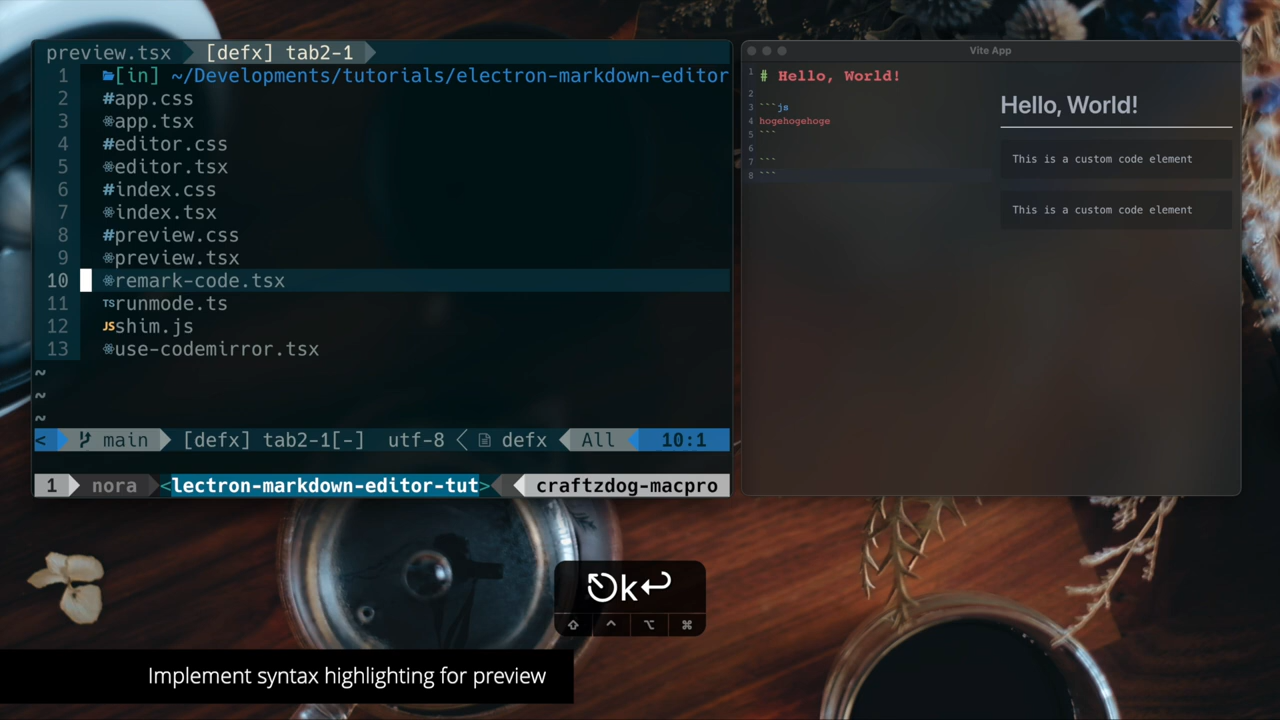 preview.tsx [defx] tab2-1
1 [in] ~/Developments/tutorials/electron-markdown-editor
2 #app.css
3 app.tsx
4 #editor.css
5 editor.tsx
6 #index.css
7 index.tsx
8 #preview.css
9 preview.tsx
10 remark-code.tsx
11 TS runmode.ts
12 JS shim.js
13 use-codemirror.tsx
~
~
~
< main [defx] tab2-1[-] utf-8 defx All 10:1
1 nora <lectron-markdown-editor-tut> craftzdog-macpro
Vite App
1 # Hello, World!
2
3 ```js
4 hogehogehoge
5 ```
6
7 ```
8 ```
Hello, World!
This is a custom code element
This is a custom code element
⎋k↩
⇧ ⌃ ⌥ ⌘
Implement syntax highlighting for preview